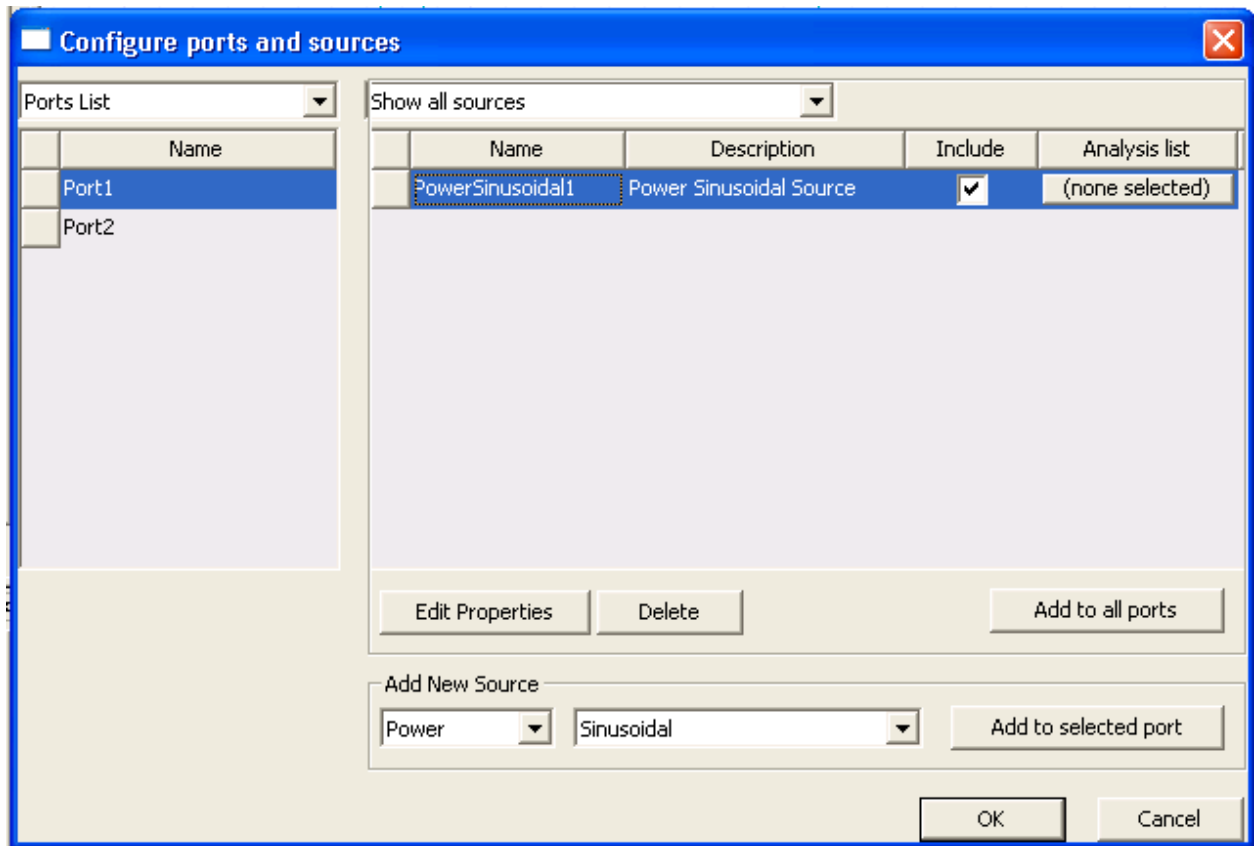 Configure ports and sources
Ports List
Show all sources
Name
Name Description Include Analysis list
Port1
PowerSinusoidal1 Power Sinusoidal Source (none selected)
Port2
Edit Properties Delete Add to all ports
Add New Source
Power Sinusoidal Add to selected port
OK Cancel